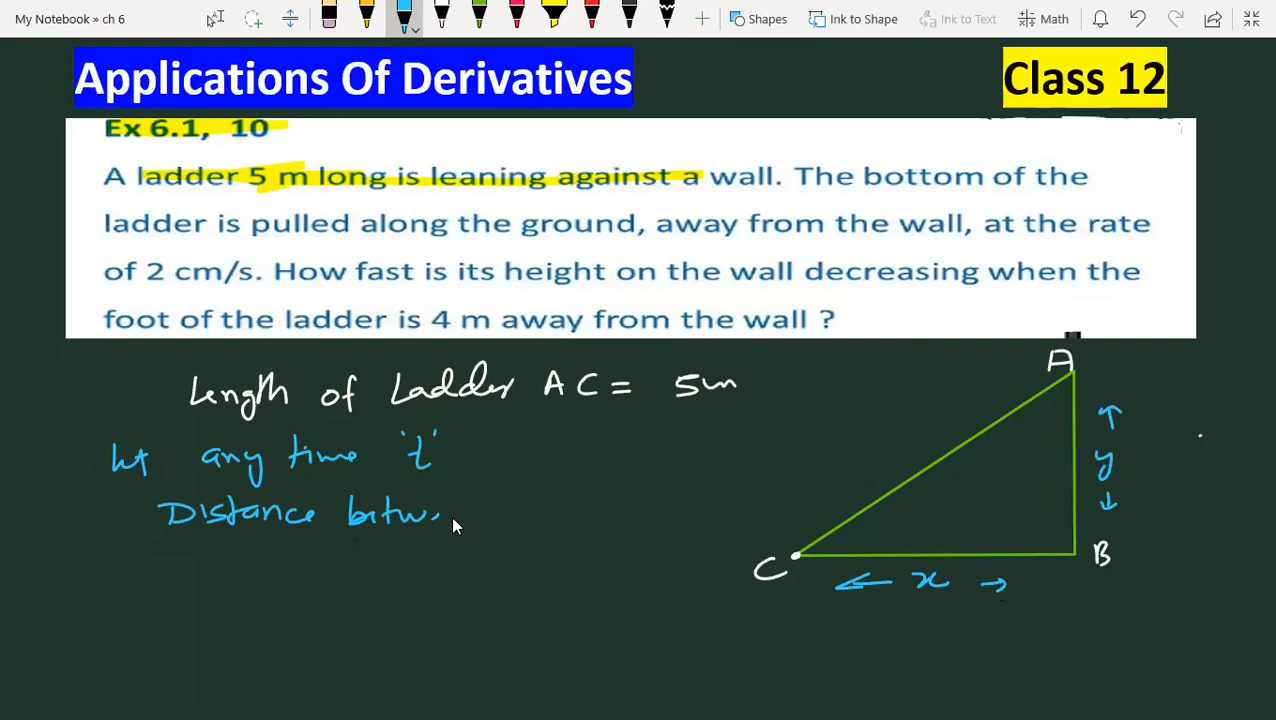 My Notebook » ch 6
Shapes
Ink to Shape
Ink to Text
Math
Applications Of Derivatives
Class 12
Ex 6.1, 10
A ladder 5 m long is leaning against a wall. The bottom of the
ladder is pulled along the ground, away from the wall, at the rate
of 2 cm/s. How fast is its height on the wall decreasing when the
foot of the ladder is 4 m away from the wall ?
Length of Ladder AC = 5m
let any time 't'
Distance betw
A
y
B
C
x